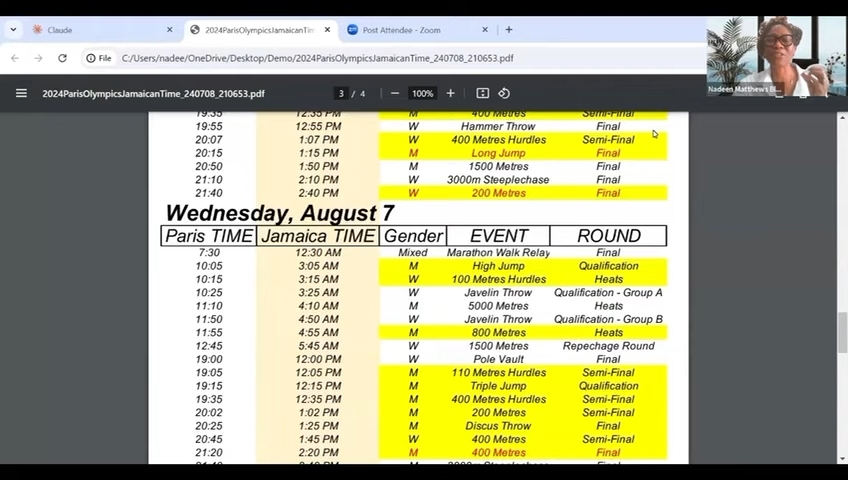 Claude
2024ParisOlympicsJamaicanTim
Post Attendee - Zoom
File C:/Users/nadee/OneDrive/Desktop/Demo/2024ParisOlympicsJamaicanTime_240708_210653.pdf
2024ParisOlympicsJamaicanTime_240708_210653.pdf 3 / 4 100%
Nadeen Matthews Bl...
19:35 12:35 PM M 400 Metres Semi-Final
19:55 12:55 PM W Hammer Throw Final
20:07 1:07 PM W 400 Metres Hurdles Semi-Final
20:15 1:15 PM M Long Jump Final
20:50 1:50 PM M 1500 Metres Final
21:10 2:10 PM W 3000m Steeplechase Final
21:40 2:40 PM W 200 Metres Final
Wednesday, August 7
Paris TIME Jamaica TIME Gender EVENT ROUND
7:30 12:30 AM Mixed Marathon Walk Relay Final
10:05 3:05 AM M High Jump Qualification
10:15 3:15 AM W 100 Metres Hurdles Heats
10:25 3:25 AM W Javelin Throw Qualification - Group A
11:10 4:10 AM M 5000 Metres Heats
11:50 4:50 AM W Javelin Throw Qualification - Group B
11:55 4:55 AM M 800 Metres Heats
12:45 5:45 AM W 1500 Metres Repechage Round
19:00 12:00 PM W Pole Vault Final
19:05 12:05 PM M 110 Metres Hurdles Semi-Final
19:15 12:15 PM M Triple Jump Qualification
19:35 12:35 PM M 400 Metres Hurdles Semi-Final
20:02 1:02 PM M 200 Metres Semi-Final
20:25 1:25 PM M Discus Throw Final
20:45 1:45 PM W 400 Metres Semi-Final
21:20 2:20 PM M 400 Metres Final